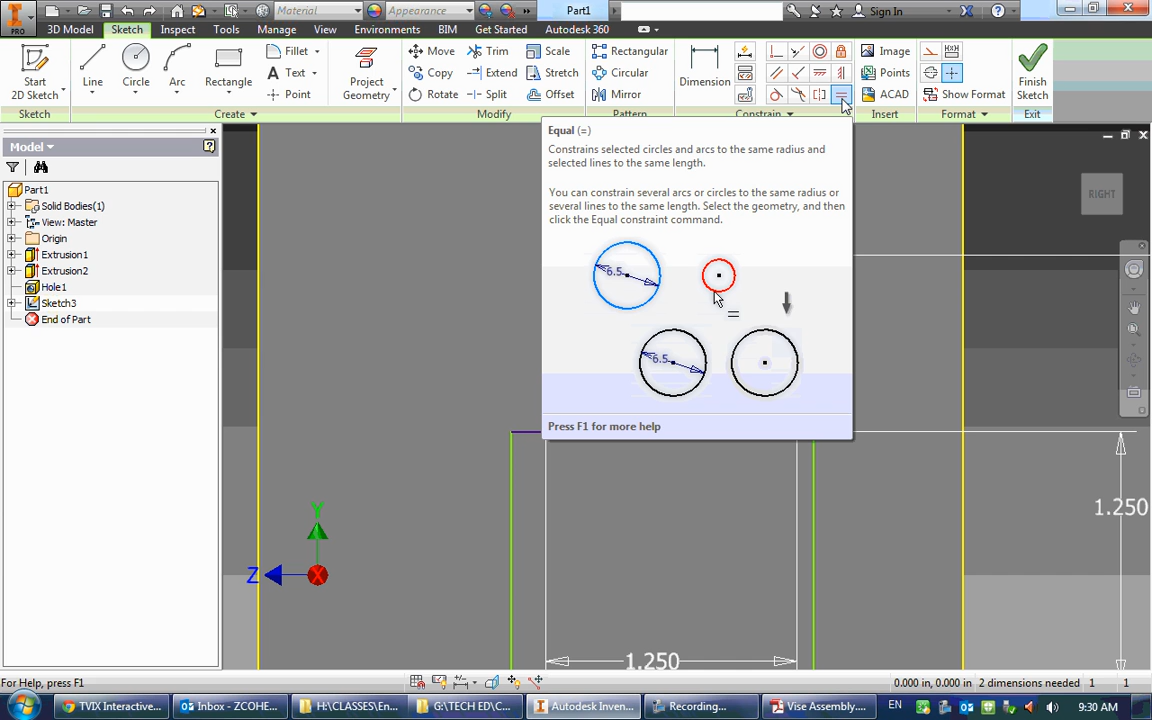 PRO
Material
Appearance
Part1
Sign In
3D Model
Sketch
Inspect
Tools
Manage
View
Environments
BIM
Get Started
Autodesk 360
Start
2D Sketch
Line
Circle
Arc
Rectangle
Fillet
Text
Point
Project
Geometry
Move
Copy
Rotate
Trim
Extend
Split
Scale
Stretch
Offset
Rectangular
Circular
Mirror
Dimension
Image
Points
ACAD
Show Format
Finish
Sketch
Sketch
Create
Modify
Pattern
Constrain
Insert
Format
Exit
Model
Part1
Solid Bodies(1)
View: Master
Origin
Extrusion1
Extrusion2
Hole1
Sketch3
End of Part
Equal (=)
Constrains selected circles and arcs to the same radius and
selected lines to the same length.
You can constrain several arcs or circles to the same radius or
several lines to the same length. Select the geometry, and then
click the Equal constraint command.
6.5
=
6.5
Press F1 for more help
RIGHT
Y
Z
X
1.250
1.250
For Help, press F1
0.000 in, 0.000 in
2 dimensions needed
1
1
TVIX Interactive...
Inbox - ZCOHE...
H:\CLASSES\En...
G:\TECH ED\C...
Autodesk Inven...
Recording...
Vise Assembly....
EN
9:30 AM